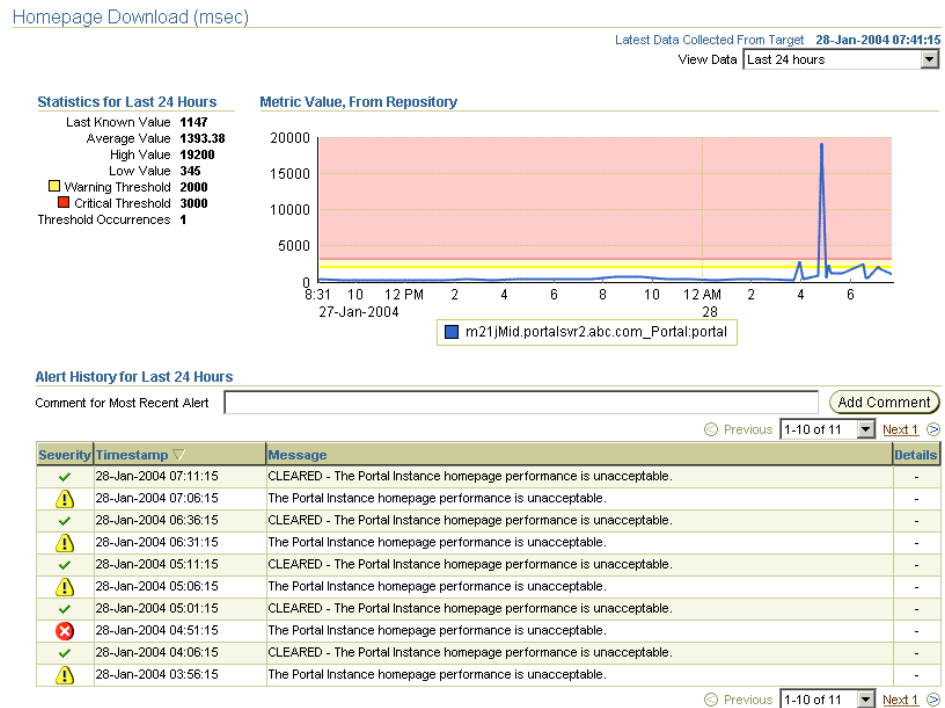 Homepage Download (msec)
Latest Data Collected From Target 28-Jan-2004 07:41:15
View Data Last 24 hours
Statistics for Last 24 Hours
Last Known Value 1147
Average Value 1393.38
High Value 19200
Low Value 345
Warning Threshold 2000
Critical Threshold 3000
Threshold Occurrences 1
Metric Value, From Repository
20000
15000
10000
5000
0
8:31 10 12 PM 2 4 6 8 10 12 AM 2 4 6
27-Jan-2004 28
m21jMid.portalsvr2.abc.com_Portal:portal
Alert History for Last 24 Hours
Comment for Most Recent Alert Add Comment
Previous 1-10 of 11 Next 1
Severity Timestamp Message Details
28-Jan-2004 07:11:15 CLEARED - The Portal Instance homepage performance is unacceptable. -
28-Jan-2004 07:06:15 The Portal Instance homepage performance is unacceptable. -
28-Jan-2004 06:36:15 CLEARED - The Portal Instance homepage performance is unacceptable. -
28-Jan-2004 06:31:15 The Portal Instance homepage performance is unacceptable. -
28-Jan-2004 05:11:15 CLEARED - The Portal Instance homepage performance is unacceptable. -
28-Jan-2004 05:06:15 The Portal Instance homepage performance is unacceptable. -
28-Jan-2004 05:01:15 CLEARED - The Portal Instance homepage performance is unacceptable. -
28-Jan-2004 04:51:15 The Portal Instance homepage performance is unacceptable. -
28-Jan-2004 04:06:15 CLEARED - The Portal Instance homepage performance is unacceptable. -
28-Jan-2004 03:56:15 The Portal Instance homepage performance is unacceptable. -
Previous 1-10 of 11 Next 1